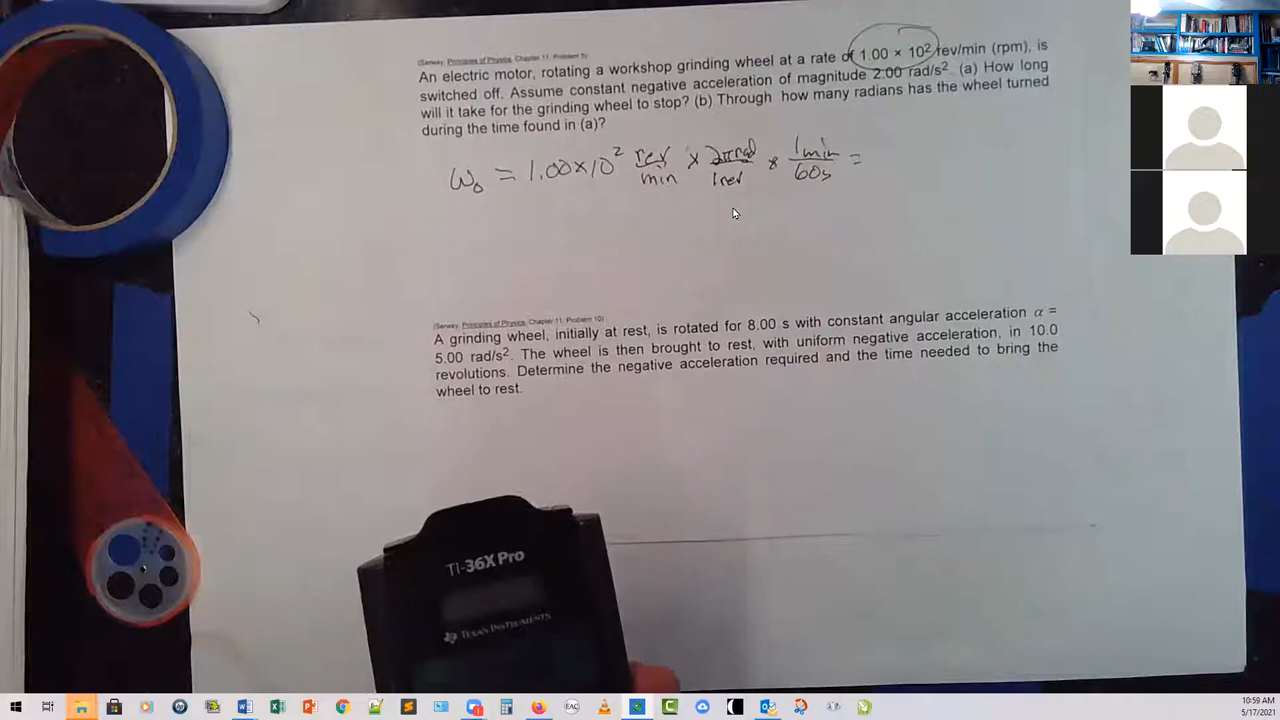 (Serway, Principles of Physics, Chapter 11, Problem 5)
An electric motor, rotating a workshop grinding wheel at a rate of 1.00 × 10² rev/min (rpm), is
switched off. Assume constant negative acceleration of magnitude 2.00 rad/s². (a) How long
will it take for the grinding wheel to stop? (b) Through how many radians has the wheel turned
during the time found in (a)?
ω₀ = 1.00×10² rev/min × 2π rad/1 rev × 1 min/60s =
(Serway, Principles of Physics, Chapter 11, Problem 10)
A grinding wheel, initially at rest, is rotated for 8.00 s with constant angular acceleration α =
5.00 rad/s². The wheel is then brought to rest, with uniform negative acceleration, in 10.0
revolutions. Determine the negative acceleration required and the time needed to bring the
wheel to rest.
TI-36X Pro
TEXAS INSTRUMENTS
EAC
10:59 AM
5/17/2021